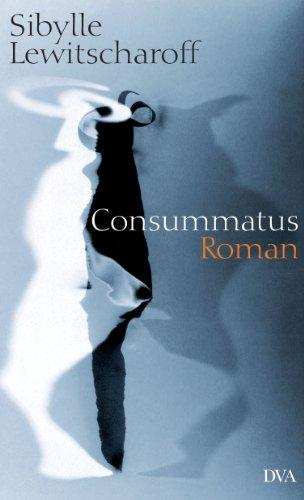 Sibylle
Lewitscharoff
Consummatus
Roman
DVA